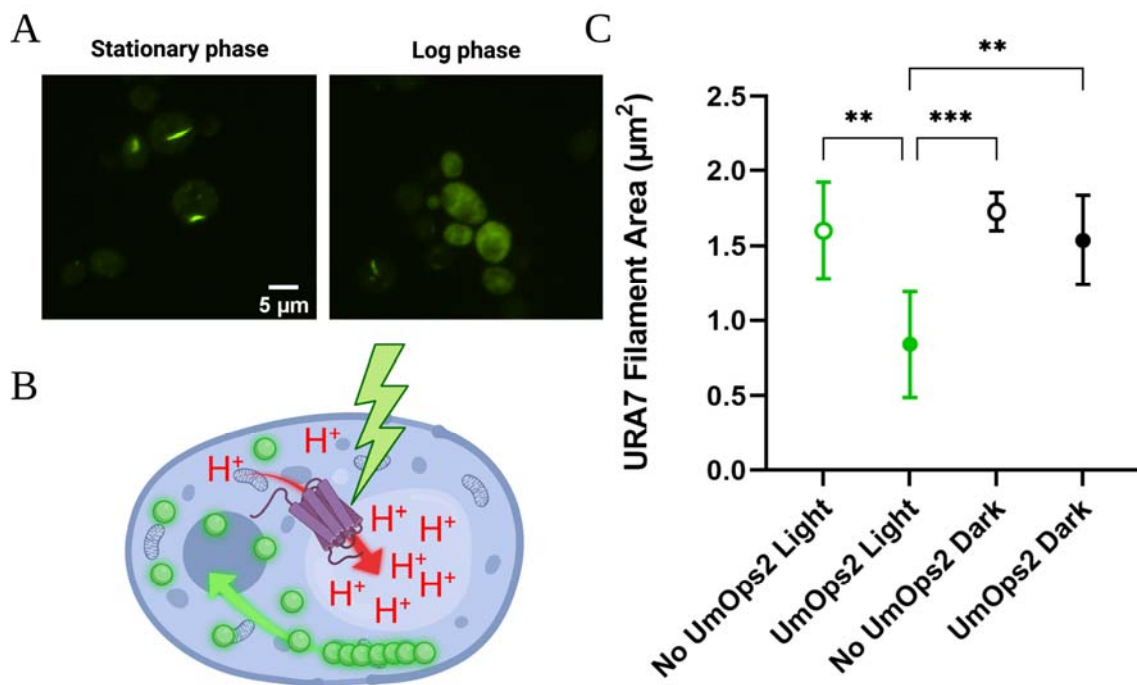 A
Stationary phase
Log phase
5 µm
B
H+
H+
H+
H+
H+
H+
H+
H+
H+
C
URA7 Filament Area (µm²)
2.5
2.0
1.5
1.0
0.5
0.0
**
**
***
No UmOps2 Light
UmOps2 Light
No UmOps2 Dark
UmOps2 Dark